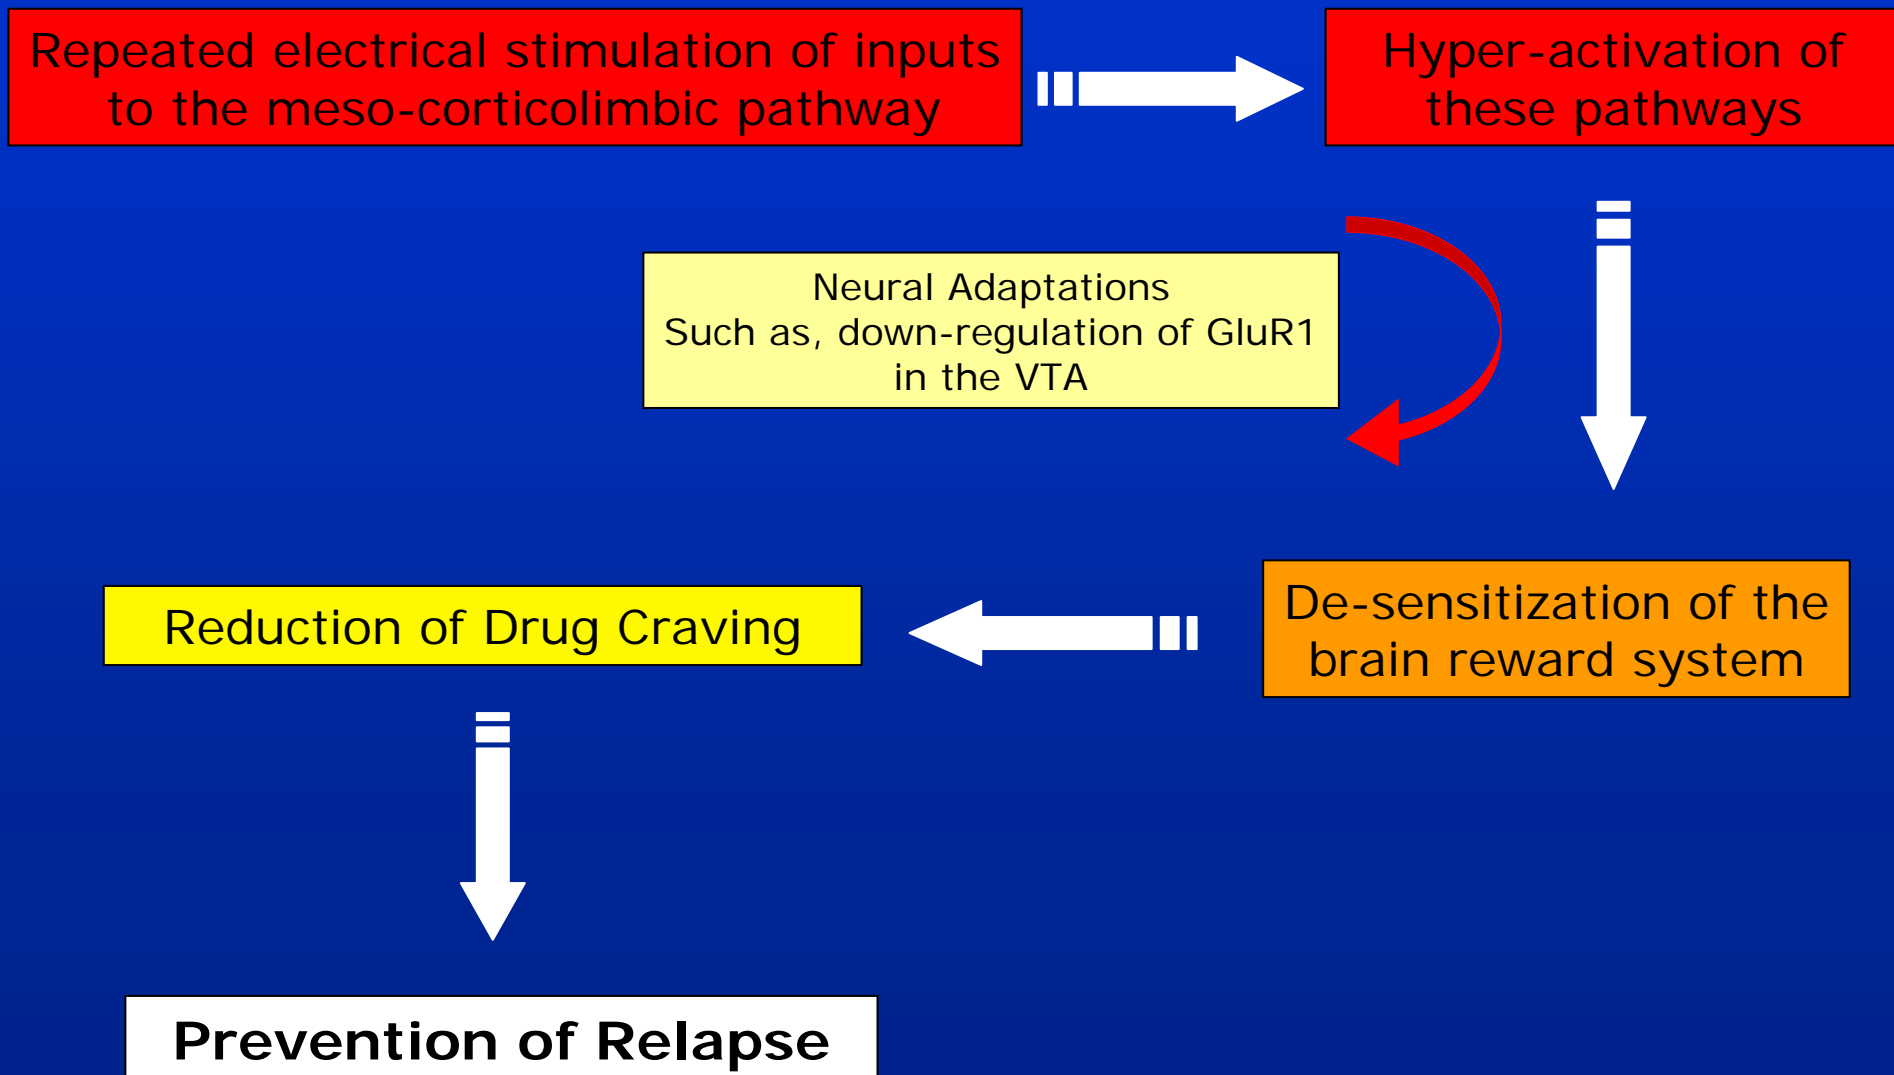 Repeated electrical stimulation of inputs
to the meso-corticolimbic pathway
Hyper-activation of
these pathways
Neural Adaptations
Such as, down-regulation of GluR1
in the VTA
De-sensitization of the
brain reward system
Reduction of Drug Craving
Prevention of Relapse